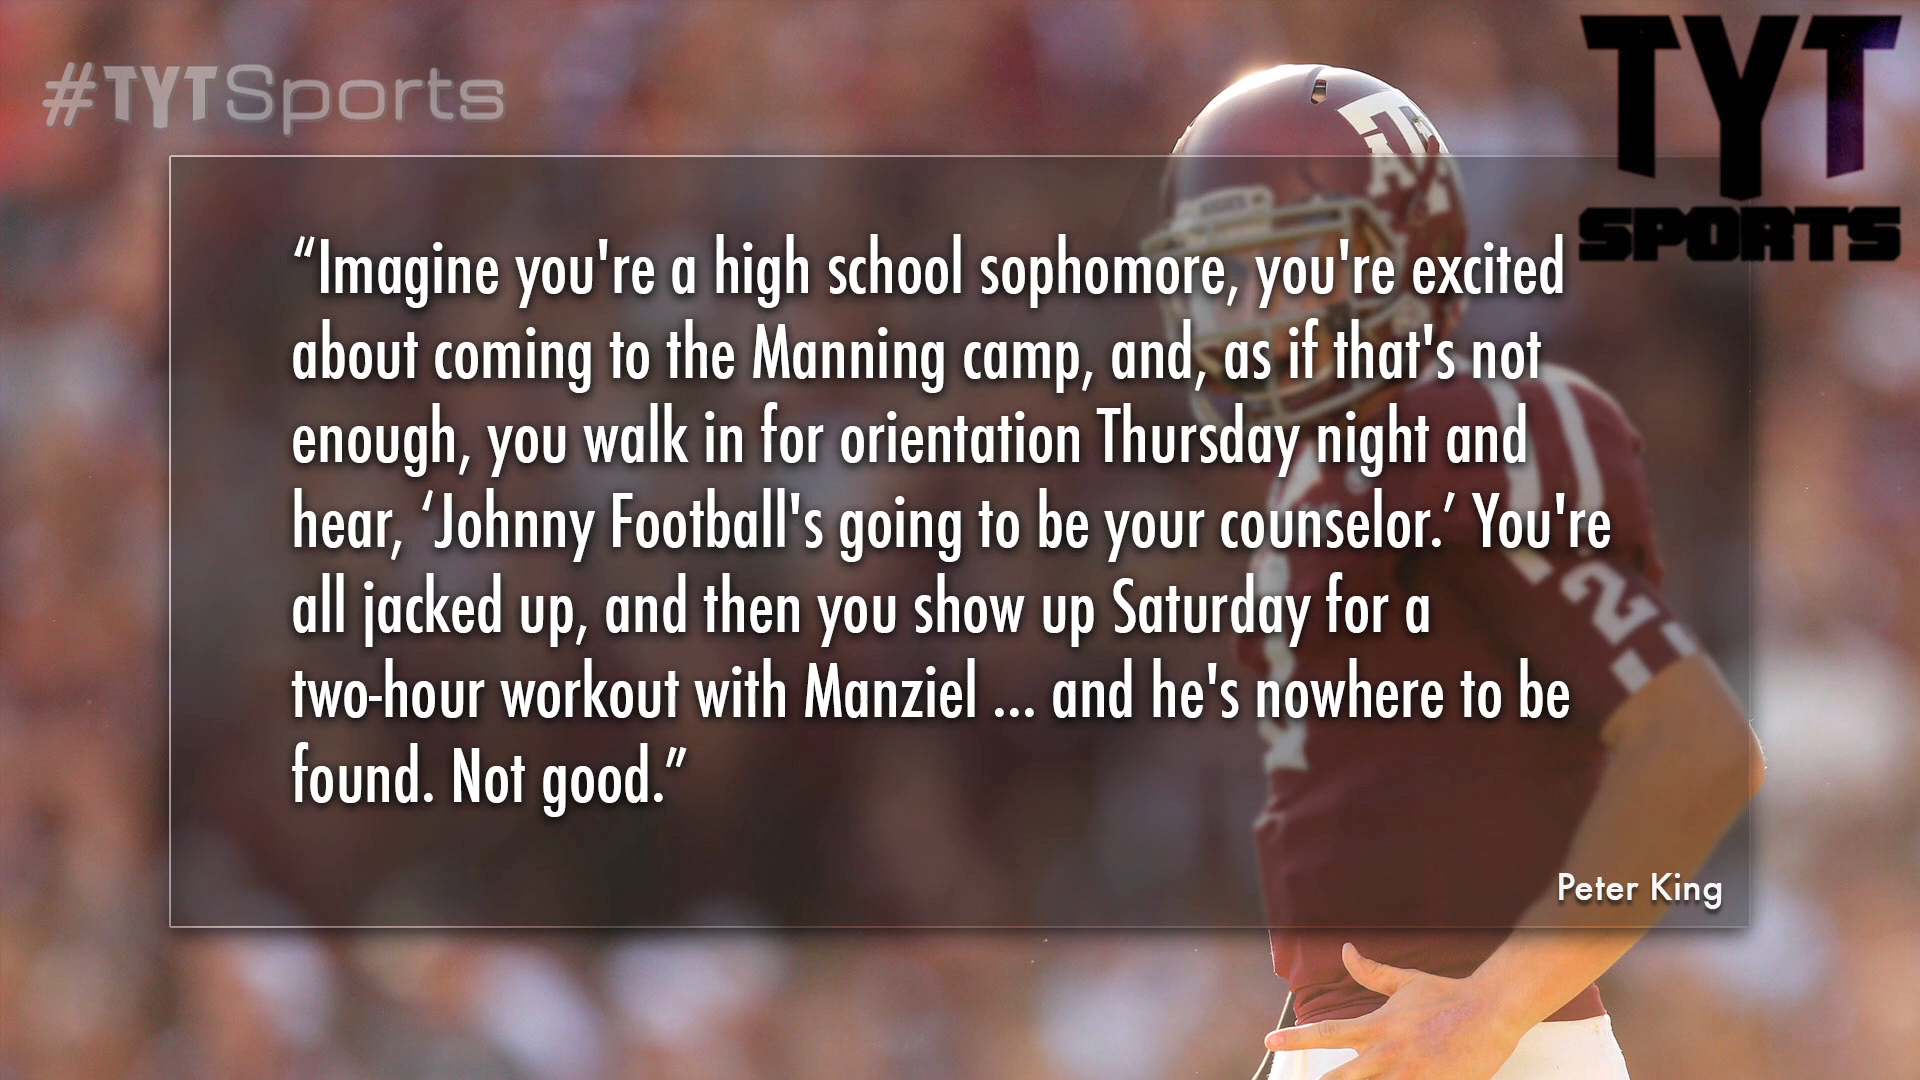 #TYTSports
TYT
SPORTS
“Imagine you're a high school sophomore, you're excited
about coming to the Manning camp, and, as if that's not
enough, you walk in for orientation Thursday night and
hear, ‘Johnny Football's going to be your counselor.’ You're
all jacked up, and then you show up Saturday for a
two-hour workout with Manziel ... and he's nowhere to be
found. Not good.”
Peter King
ATM
2